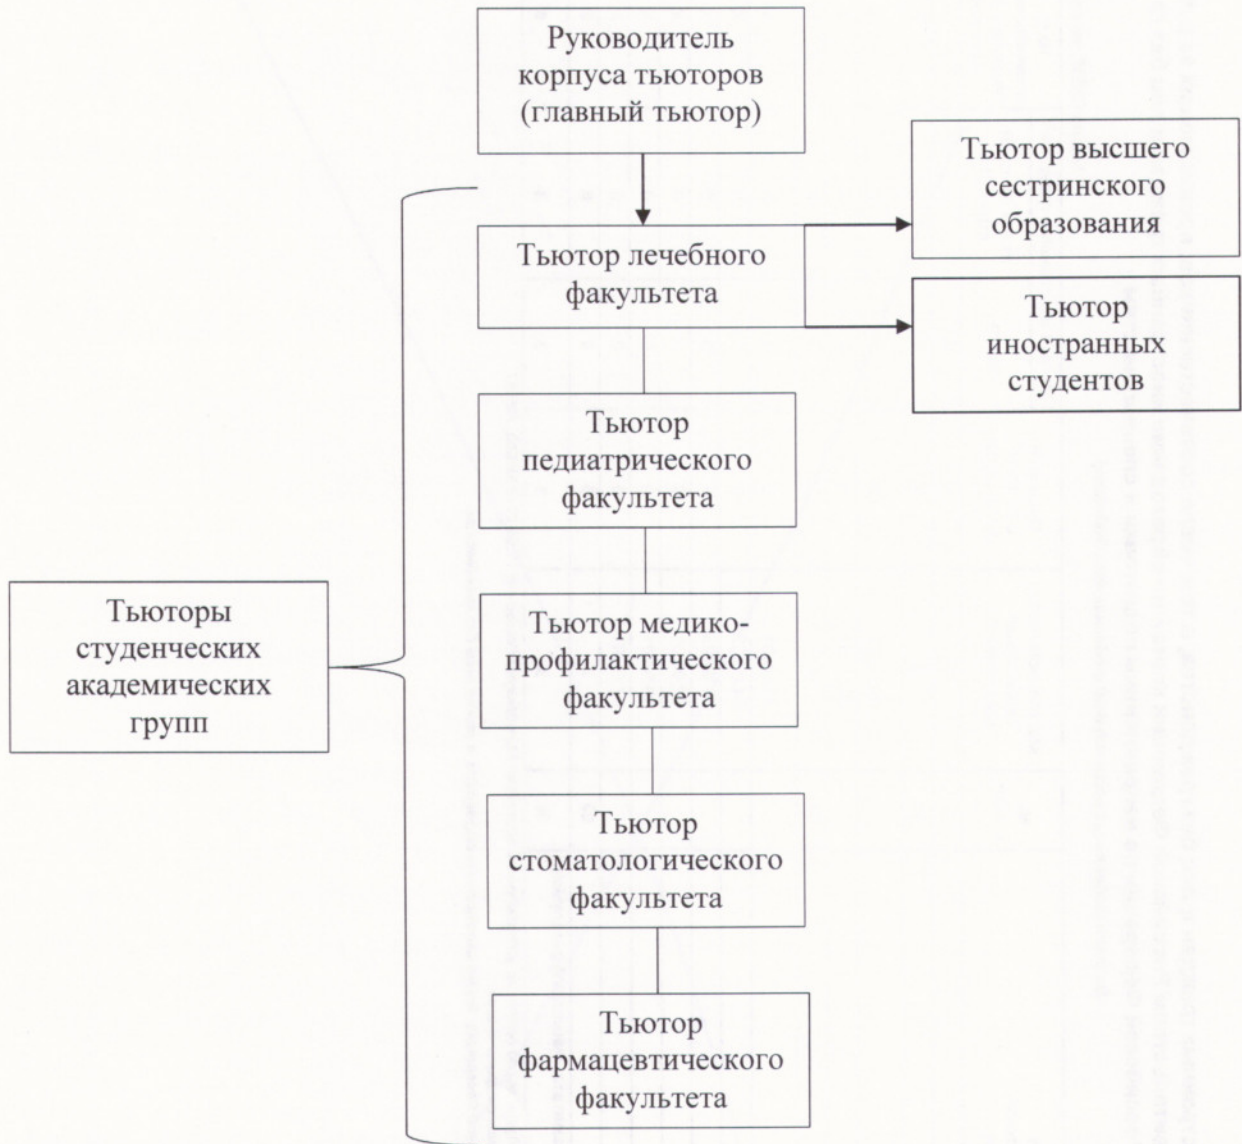 Руководитель
корпуса тьюторов
(главный тьютор)
Тьютор высшего
сестринского
образования
Тьютор лечебного
факультета
Тьютор
иностранных
студентов
Тьютор
педиатрического
факультета
Тьюторы
студенческих
академических
групп
Тьютор медико-
профилактического
факультета
Тьютор
стоматологического
факультета
Тьютор
фармацевтического
факультета